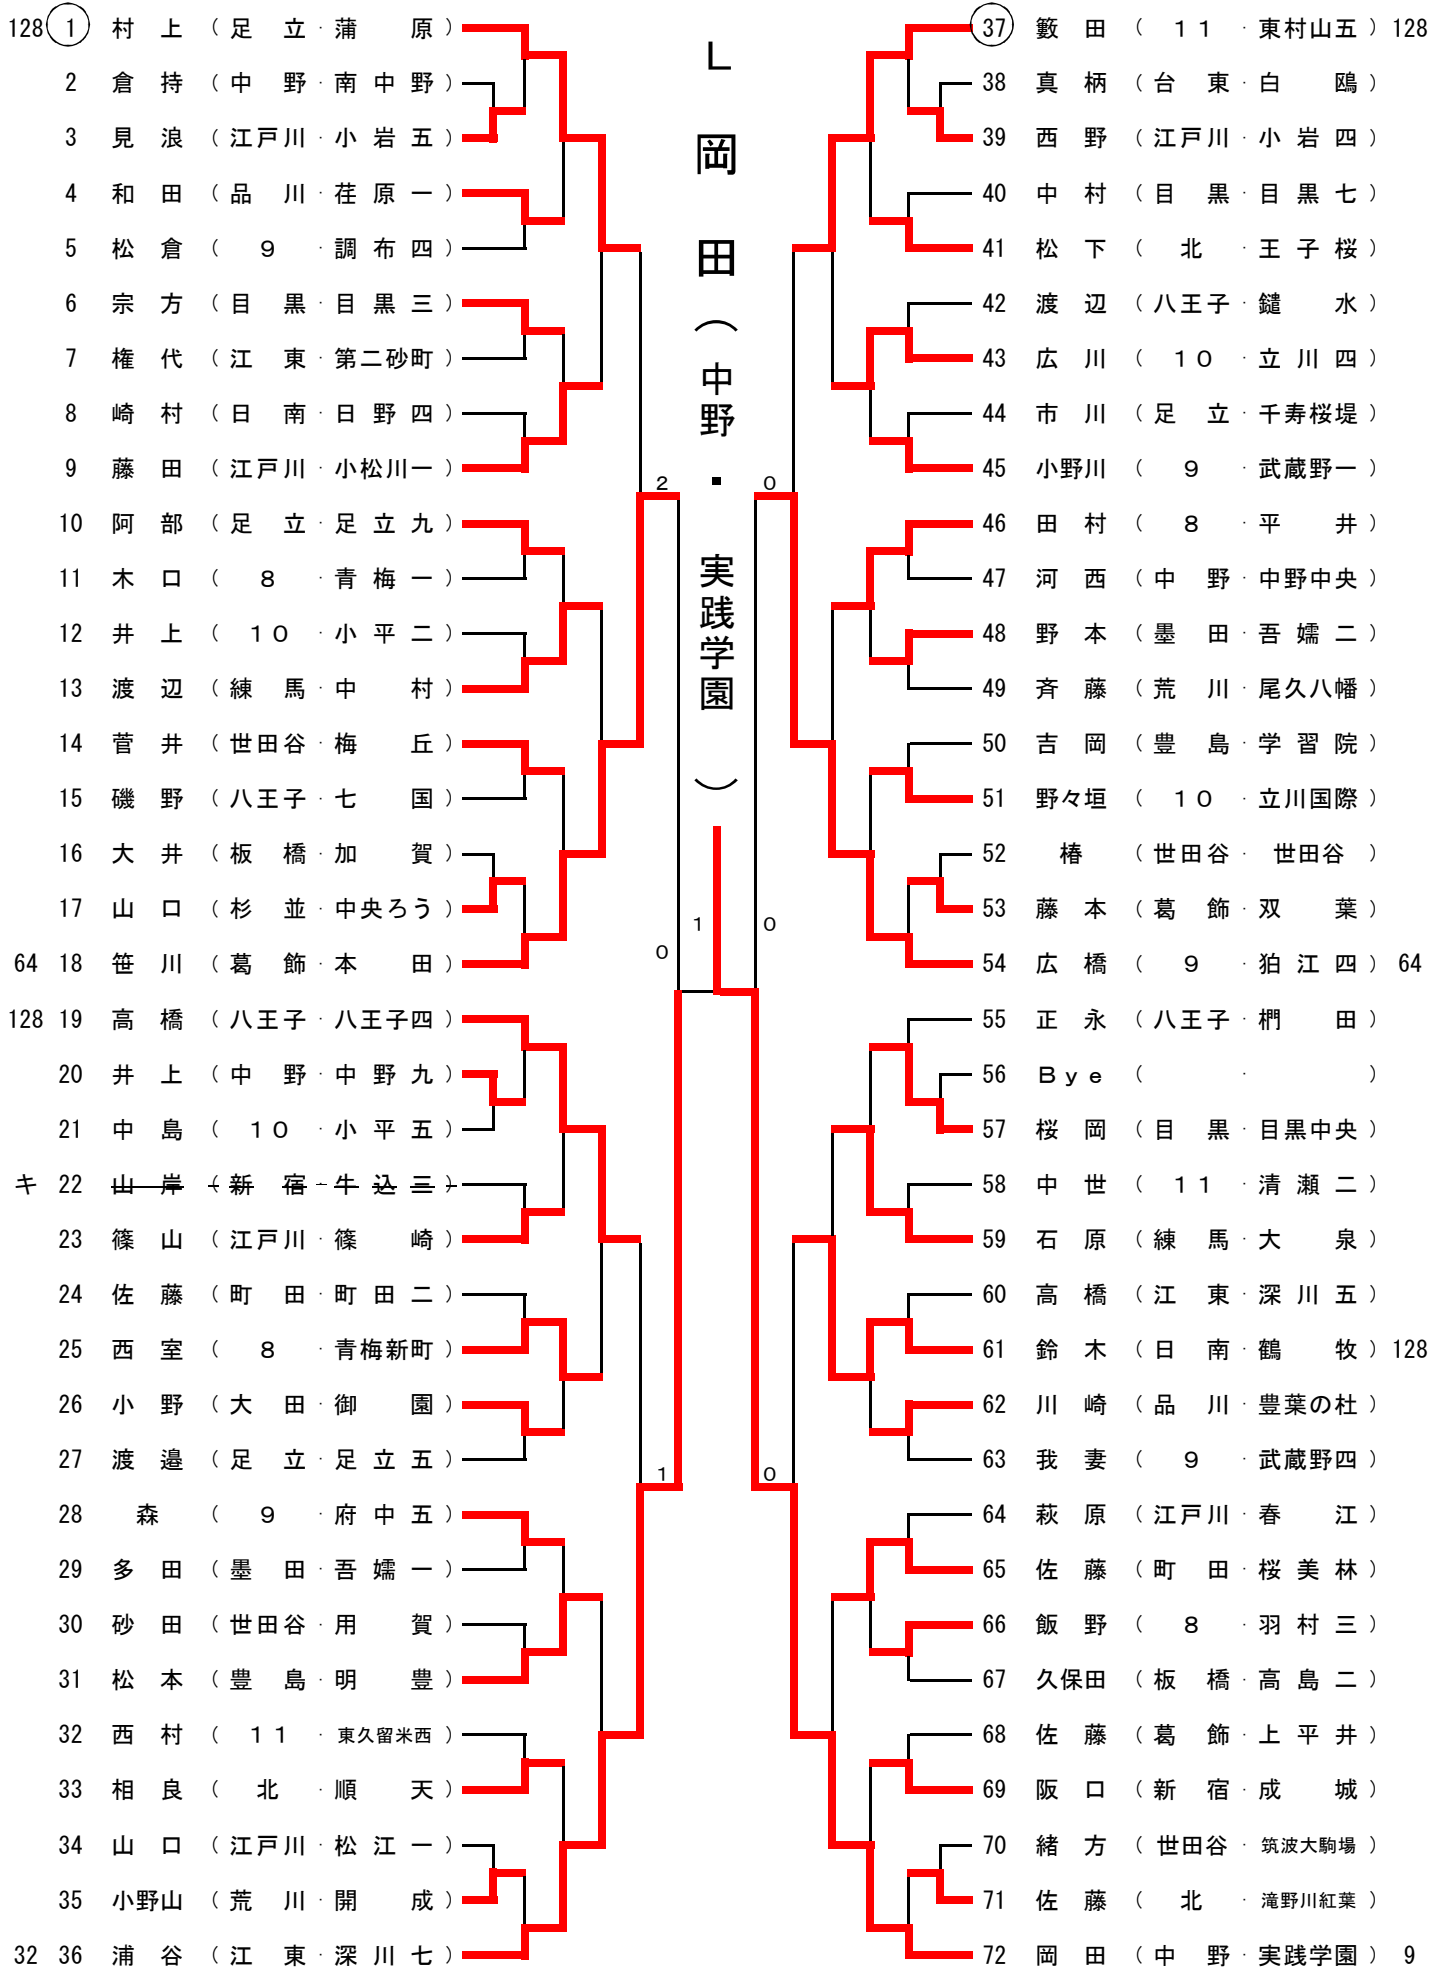 128 1 村上 (足立・蒲原)
2 倉持 (中野・南中野)
3 見浪 (江戸川・小岩五)
4 和田 (品川・荏原一)
5 松倉 (9・調布四)
6 宗方 (目黒・目黒三)
7 権代 (江東・第二砂町)
8 崎村 (日南・日野四)
9 藤田 (江戸川・小松川一)
10 阿部 (足立・足立九)
11 木口 (8・青梅一)
12 井上 (10・小平二)
13 渡辺 (練馬・中村)
14 菅井 (世田谷・梅丘)
15 磯野 (八王子・七国)
16 大井 (板橋・加賀)
17 山口 (杉並・中央ろう)
64 18 笹川 (葛飾・本田)
128 19 高橋 (八王子・八王子四)
20 井上 (中野・中野九)
21 中島 (10・小平五)
キ 22 山岸 (新宿・牛込三)
23 篠山 (江戸川・篠崎)
24 佐藤 (町田・町田二)
25 西室 (8・青梅新町)
26 小野 (大田・御園)
27 渡邉 (足立・足立五)
28 森 (9・府中五)
29 多田 (墨田・吾嬬一)
30 砂田 (世田谷・用賀)
31 松本 (豊島・明豊)
32 西村 (11・東久留米西)
33 相良 (北・順天)
34 山口 (江戸川・松江一)
35 小野山 (荒川・開成)
32 36 浦谷 (江東・深川七)
L岡田(中野・実践学園)
2 0
1
0 0
1 0
37 籔田 (11・東村山五) 128
38 真柄 (台東・白鴎)
39 西野 (江戸川・小岩四)
40 中村 (目黒・目黒七)
41 松下 (北・王子桜)
42 渡辺 (八王子・鑓水)
43 広川 (10・立川四)
44 市川 (足立・千寿桜堤)
45 小野川 (9・武蔵野一)
46 田村 (8・平井)
47 河西 (中野・中野中央)
48 野本 (墨田・吾嬬二)
49 斉藤 (荒川・尾久八幡)
50 吉岡 (豊島・学習院)
51 野々垣 (10・立川国際)
52 椿 (世田谷・世田谷)
53 藤本 (葛飾・双葉)
54 広橋 (9・狛江四) 64
55 正永 (八王子・椚田)
56 Bye (・)
57 桜岡 (目黒・目黒中央)
58 中世 (11・清瀬二)
59 石原 (練馬・大泉)
60 高橋 (江東・深川五)
61 鈴木 (日南・鶴牧) 128
62 川崎 (品川・豊葉の杜)
63 我妻 (9・武蔵野四)
64 萩原 (江戸川・春江)
65 佐藤 (町田・桜美林)
66 飯野 (8・羽村三)
67 久保田 (板橋・高島二)
68 佐藤 (葛飾・上平井)
69 阪口 (新宿・成城)
70 緒方 (世田谷・筑波大駒場)
71 佐藤 (北・滝野川紅葉)
72 岡田 (中野・実践学園) 9